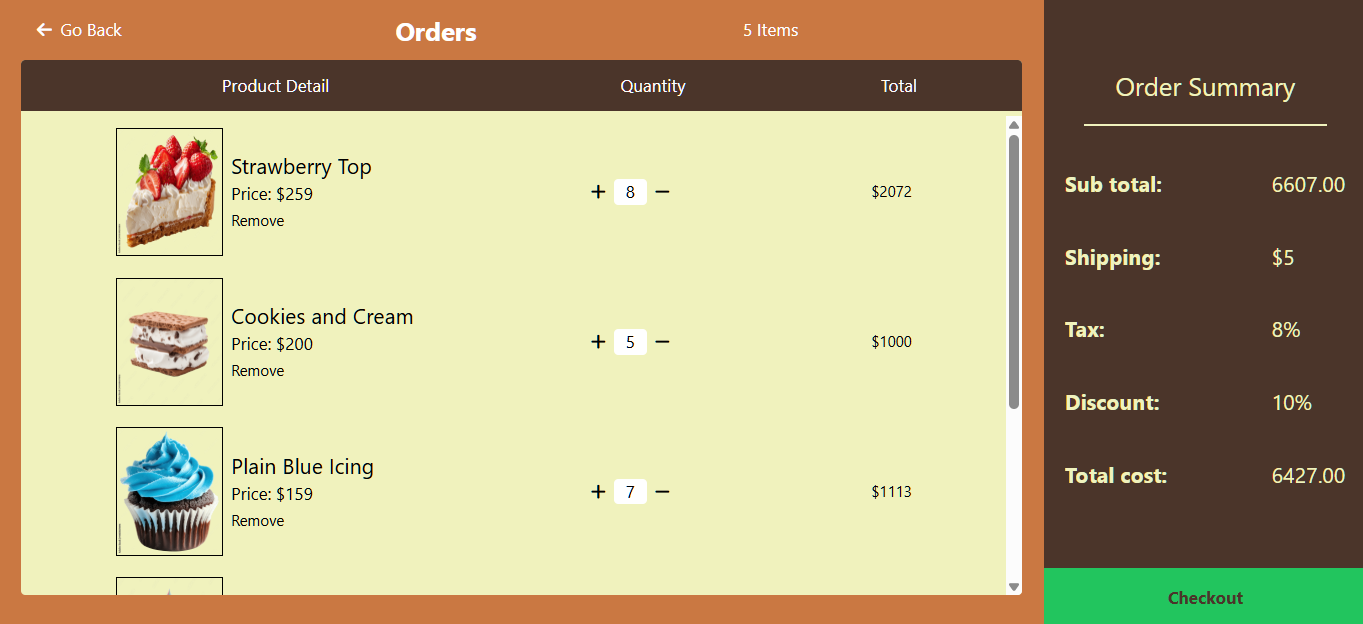 Go Back
Orders
5 Items
Product Detail
Quantity
Total
Strawberry Top
Price: $259
Remove
8
$2072
Cookies and Cream
Price: $200
Remove
5
$1000
Plain Blue Icing
Price: $159
Remove
7
$1113
Order Summary
Sub total: 6607.00
Shipping: $5
Tax: 8%
Discount: 10%
Total cost: 6427.00
Checkout